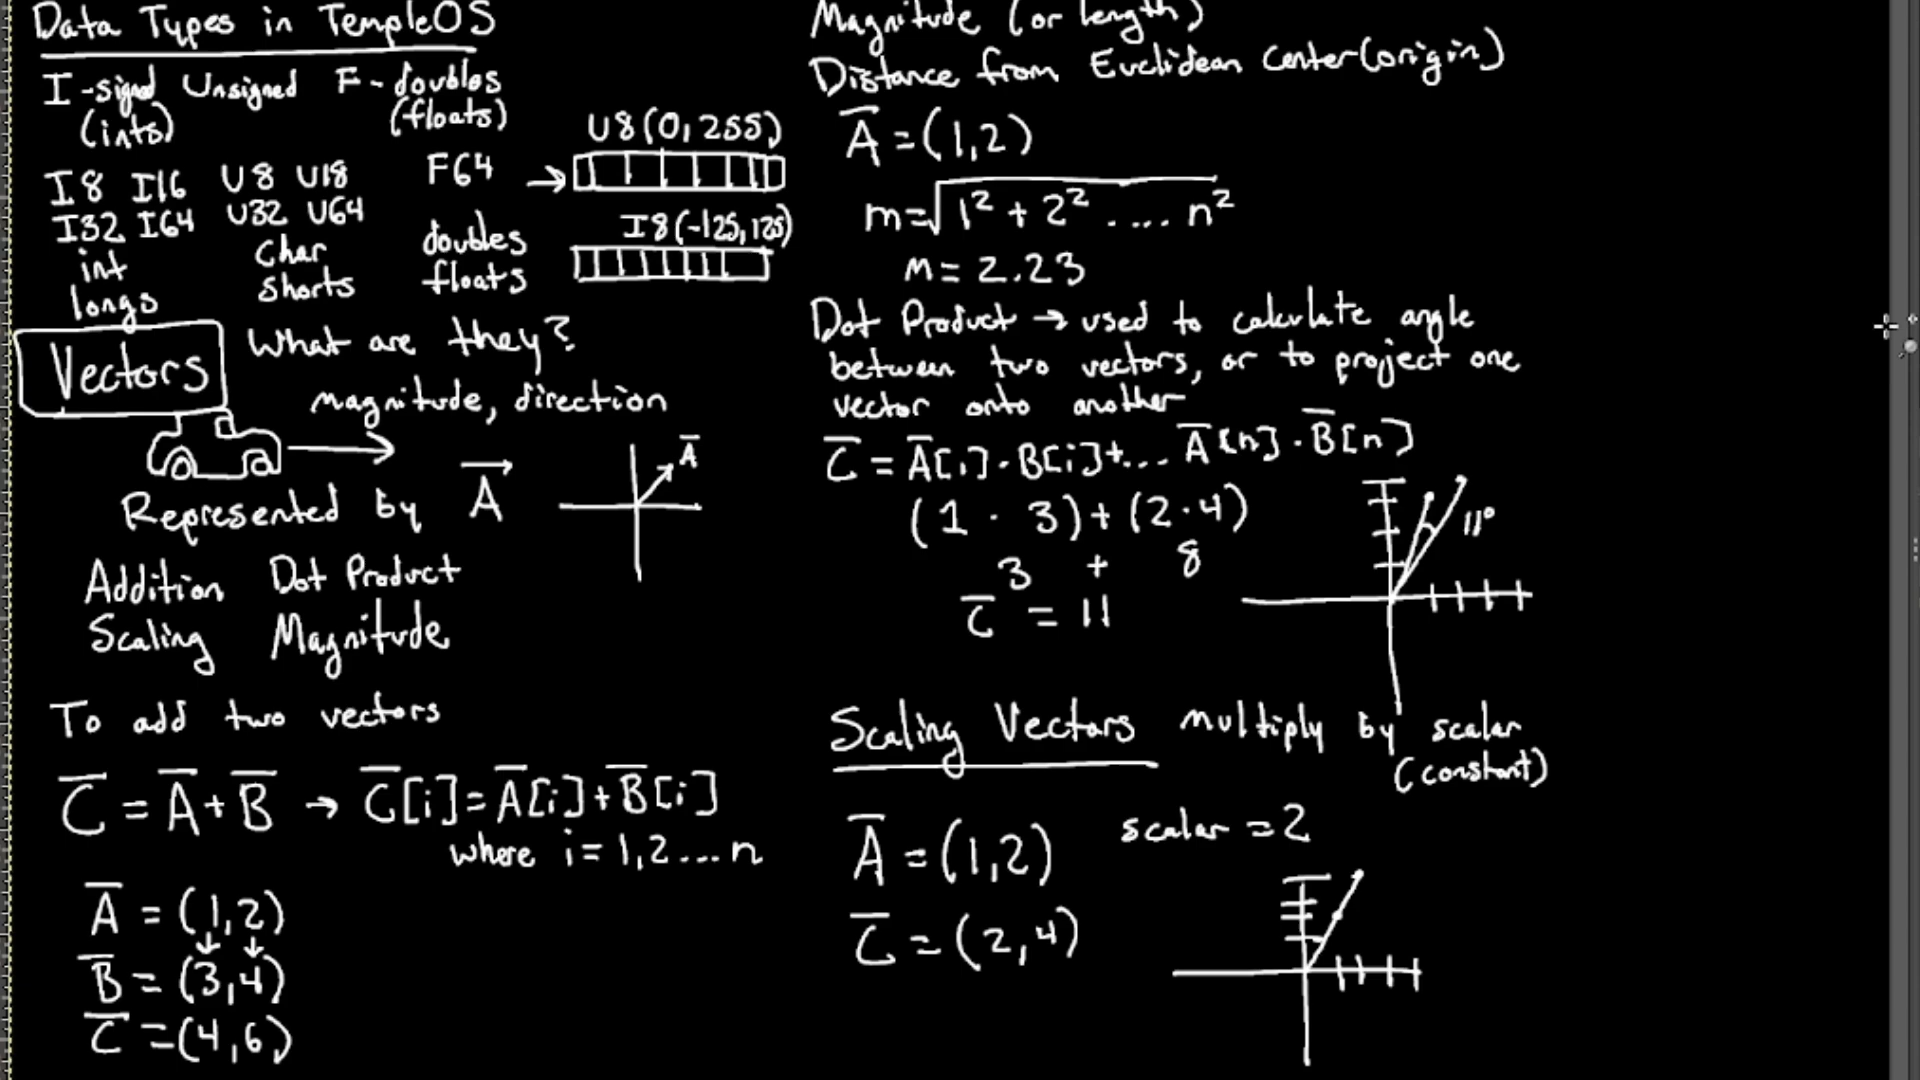 Data Types in TempleOS
I-signed Unsigned F-doubles
(ints) (floats)
I8 I16 U8 U18 F64
I32 I64 U32 U64
int char doubles
longs shorts floats
→ U8(0,255)
I8(-125,125)
Vectors What are they?
magnitude, direction
Represented by A
A
Addition Dot Product
Scaling Magnitude
To add two vectors
C̅ = A̅ + B̅ → C̅[i] = A̅[i] + B̅[i]
where i = 1,2....n
A̅ = (1,2)
B̅ = (3,4)
C̅ = (4,6)
Magnitude (or length)
Distance from Euclidean center(origin)
A̅ = (1,2)
m = √1² + 2² .... n²
m = 2.23
Dot Product → used to calculate angle
between two vectors, or to project one
vector onto another
C̅ = A̅[i] · B[i] + ... A̅[n] · B̅[n]
(1 · 3) + (2 · 4)
3 + 8
C̅ = 11
11°
Scaling Vectors multiply by scalar
(constant)
A̅ = (1,2) scalar = 2
C̅ = (2,4)